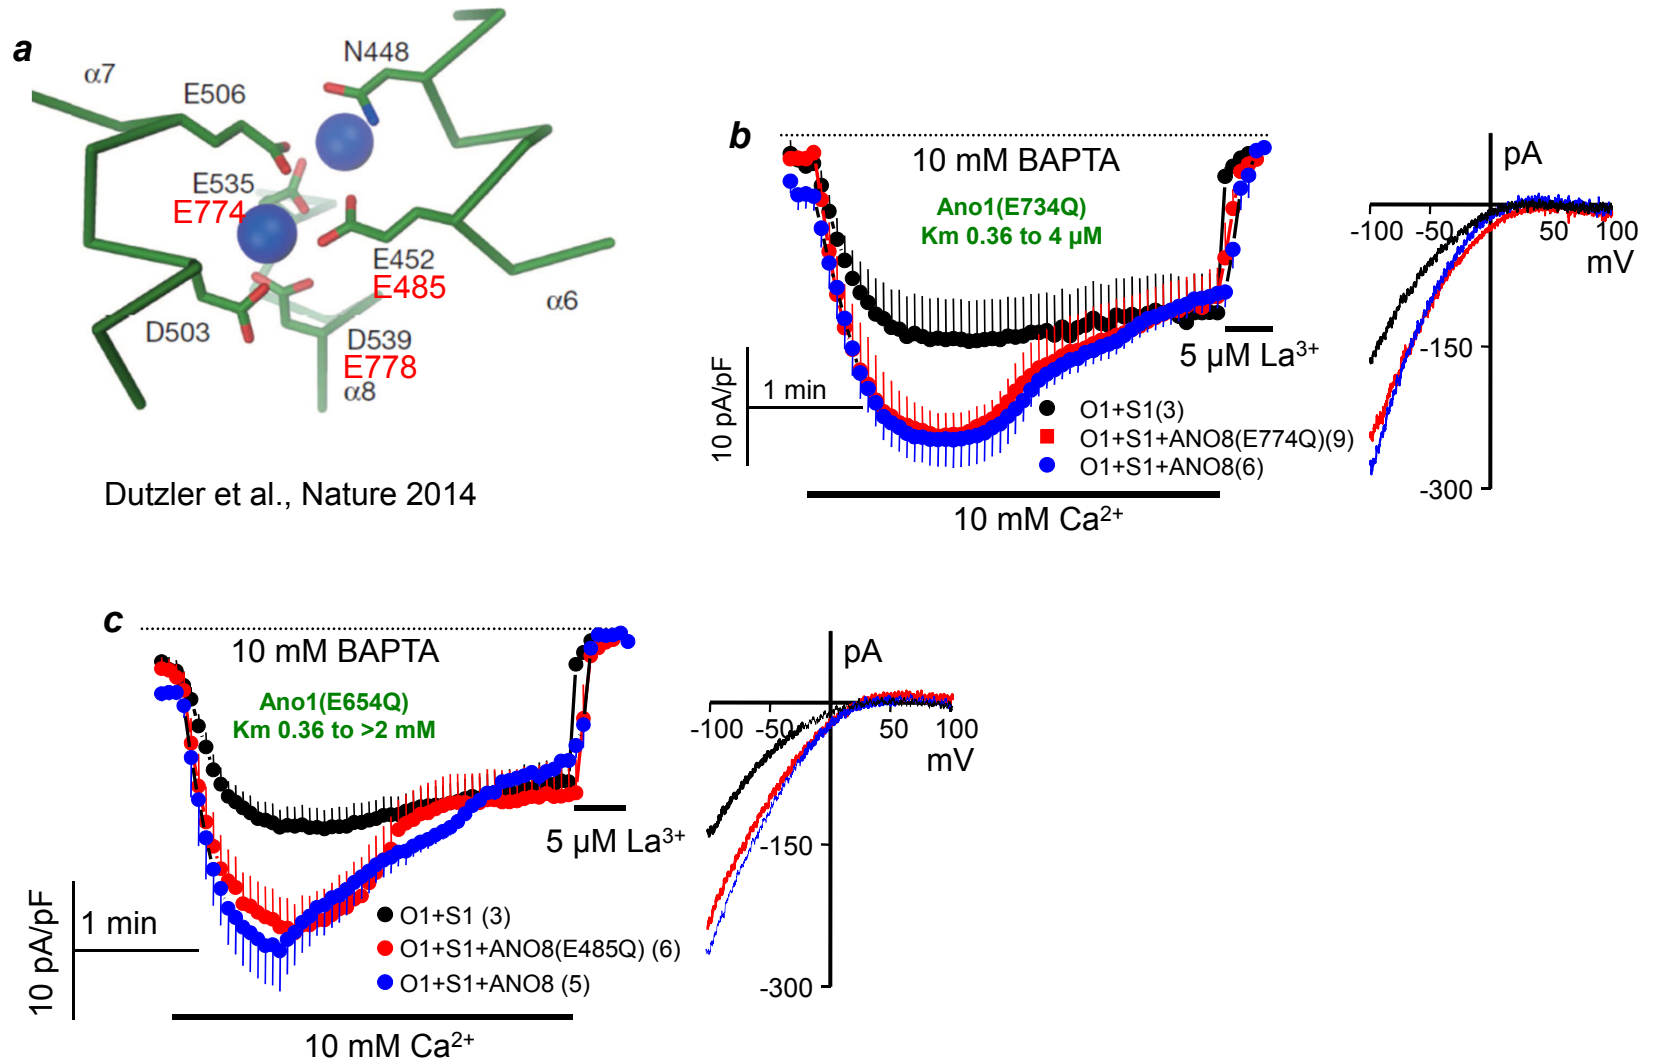 a
α7
E506
N448
E535
E774
E452
E485
D503
D539
E778
α8
α6
Dutzler et al., Nature 2014
b
10 mM BAPTA
Ano1(E734Q)
Km 0.36 to 4 µM
5 µM La³⁺
10 pA/pF
1 min
O1+S1(3)
O1+S1+ANO8(E774Q)(9)
O1+S1+ANO8(6)
10 mM Ca²⁺
pA
-100
-50
50
100
mV
-150
-300
c
10 mM BAPTA
Ano1(E654Q)
Km 0.36 to >2 mM
5 µM La³⁺
10 pA/pF
1 min
O1+S1 (3)
O1+S1+ANO8(E485Q) (6)
O1+S1+ANO8 (5)
10 mM Ca²⁺
pA
-100
-50
50
100
mV
-150
-300